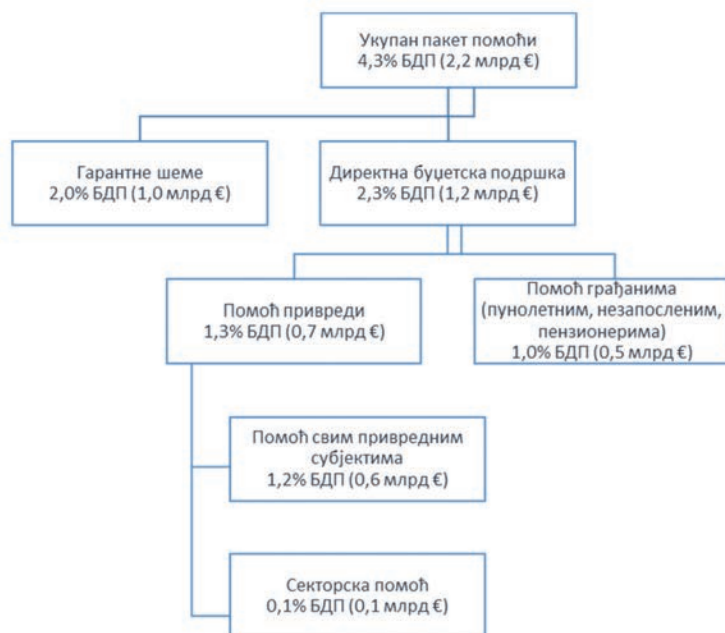 Укупан пакет помоћи
4,3% БДП (2,2 млрд €)
Гарантне шеме
2,0% БДП (1,0 млрд €)
Директна буџетска подршка
2,3% БДП (1,2 млрд €)
Помоћ привреди
1,3% БДП (0,7 млрд €)
Помоћ грађанима
(пунолетним, незапосленим,
пензионерима)
1,0% БДП (0,5 млрд €)
Помоћ свим привредним
субјектима
1,2% БДП (0,6 млрд €)
Секторска помоћ
0,1% БДП (0,1 млрд €)